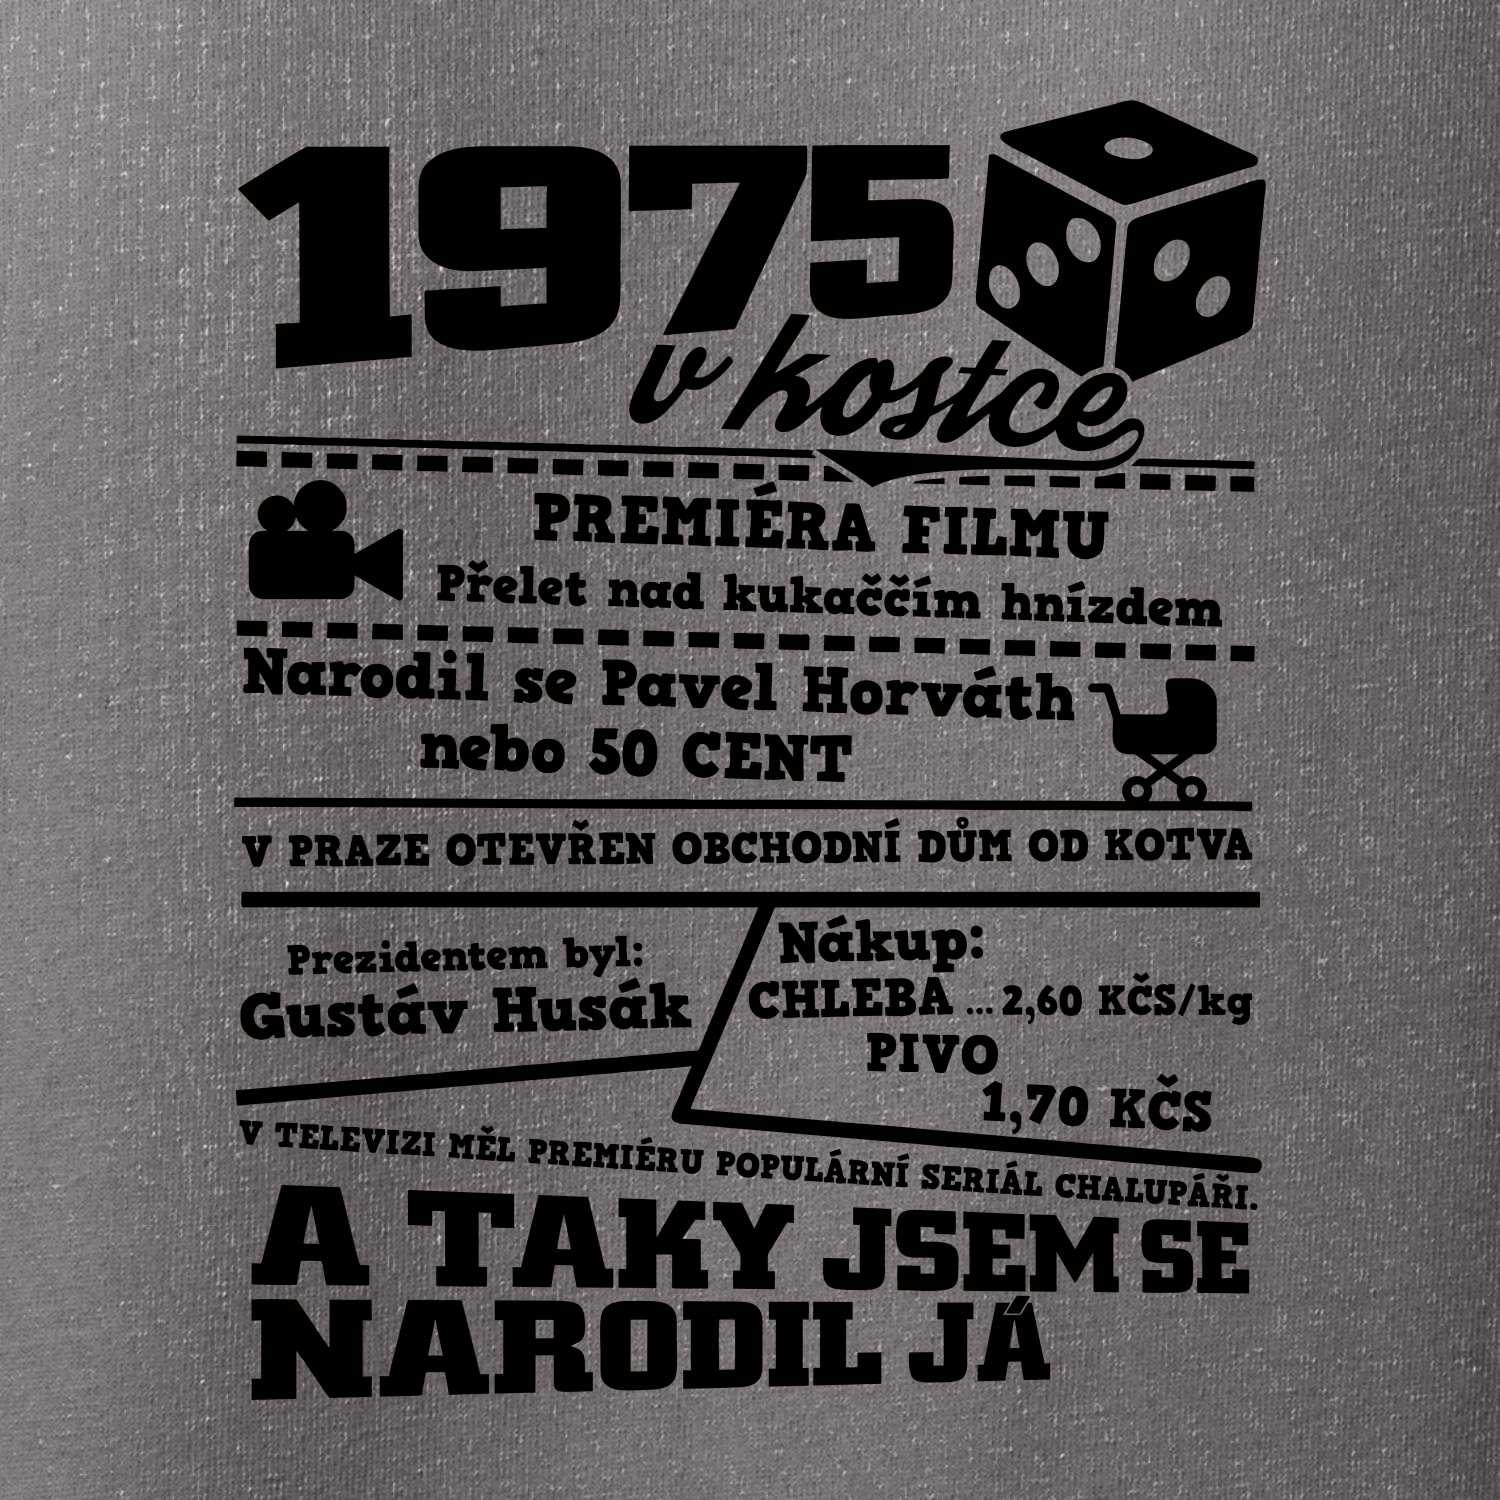 1975
v kostce
PREMIÉRA FILMU
Přelet nad kukaččím hnízdem
Narodil se Pavel Horváth
nebo 50 CENT
V PRAZE OTEVŘEN OBCHODNÍ DŮM OD KOTVA
Prezidentem byl:
Gustáv Husák
Nákup:
CHLEBA ... 2,60 KČS/kg
PIVO
1,70 KČS
V TELEVIZI MĚL PREMIÉRU POPULÁRNÍ SERIÁL CHALUPÁŘI.
A TAKY JSEM SE
NARODIL JÁ